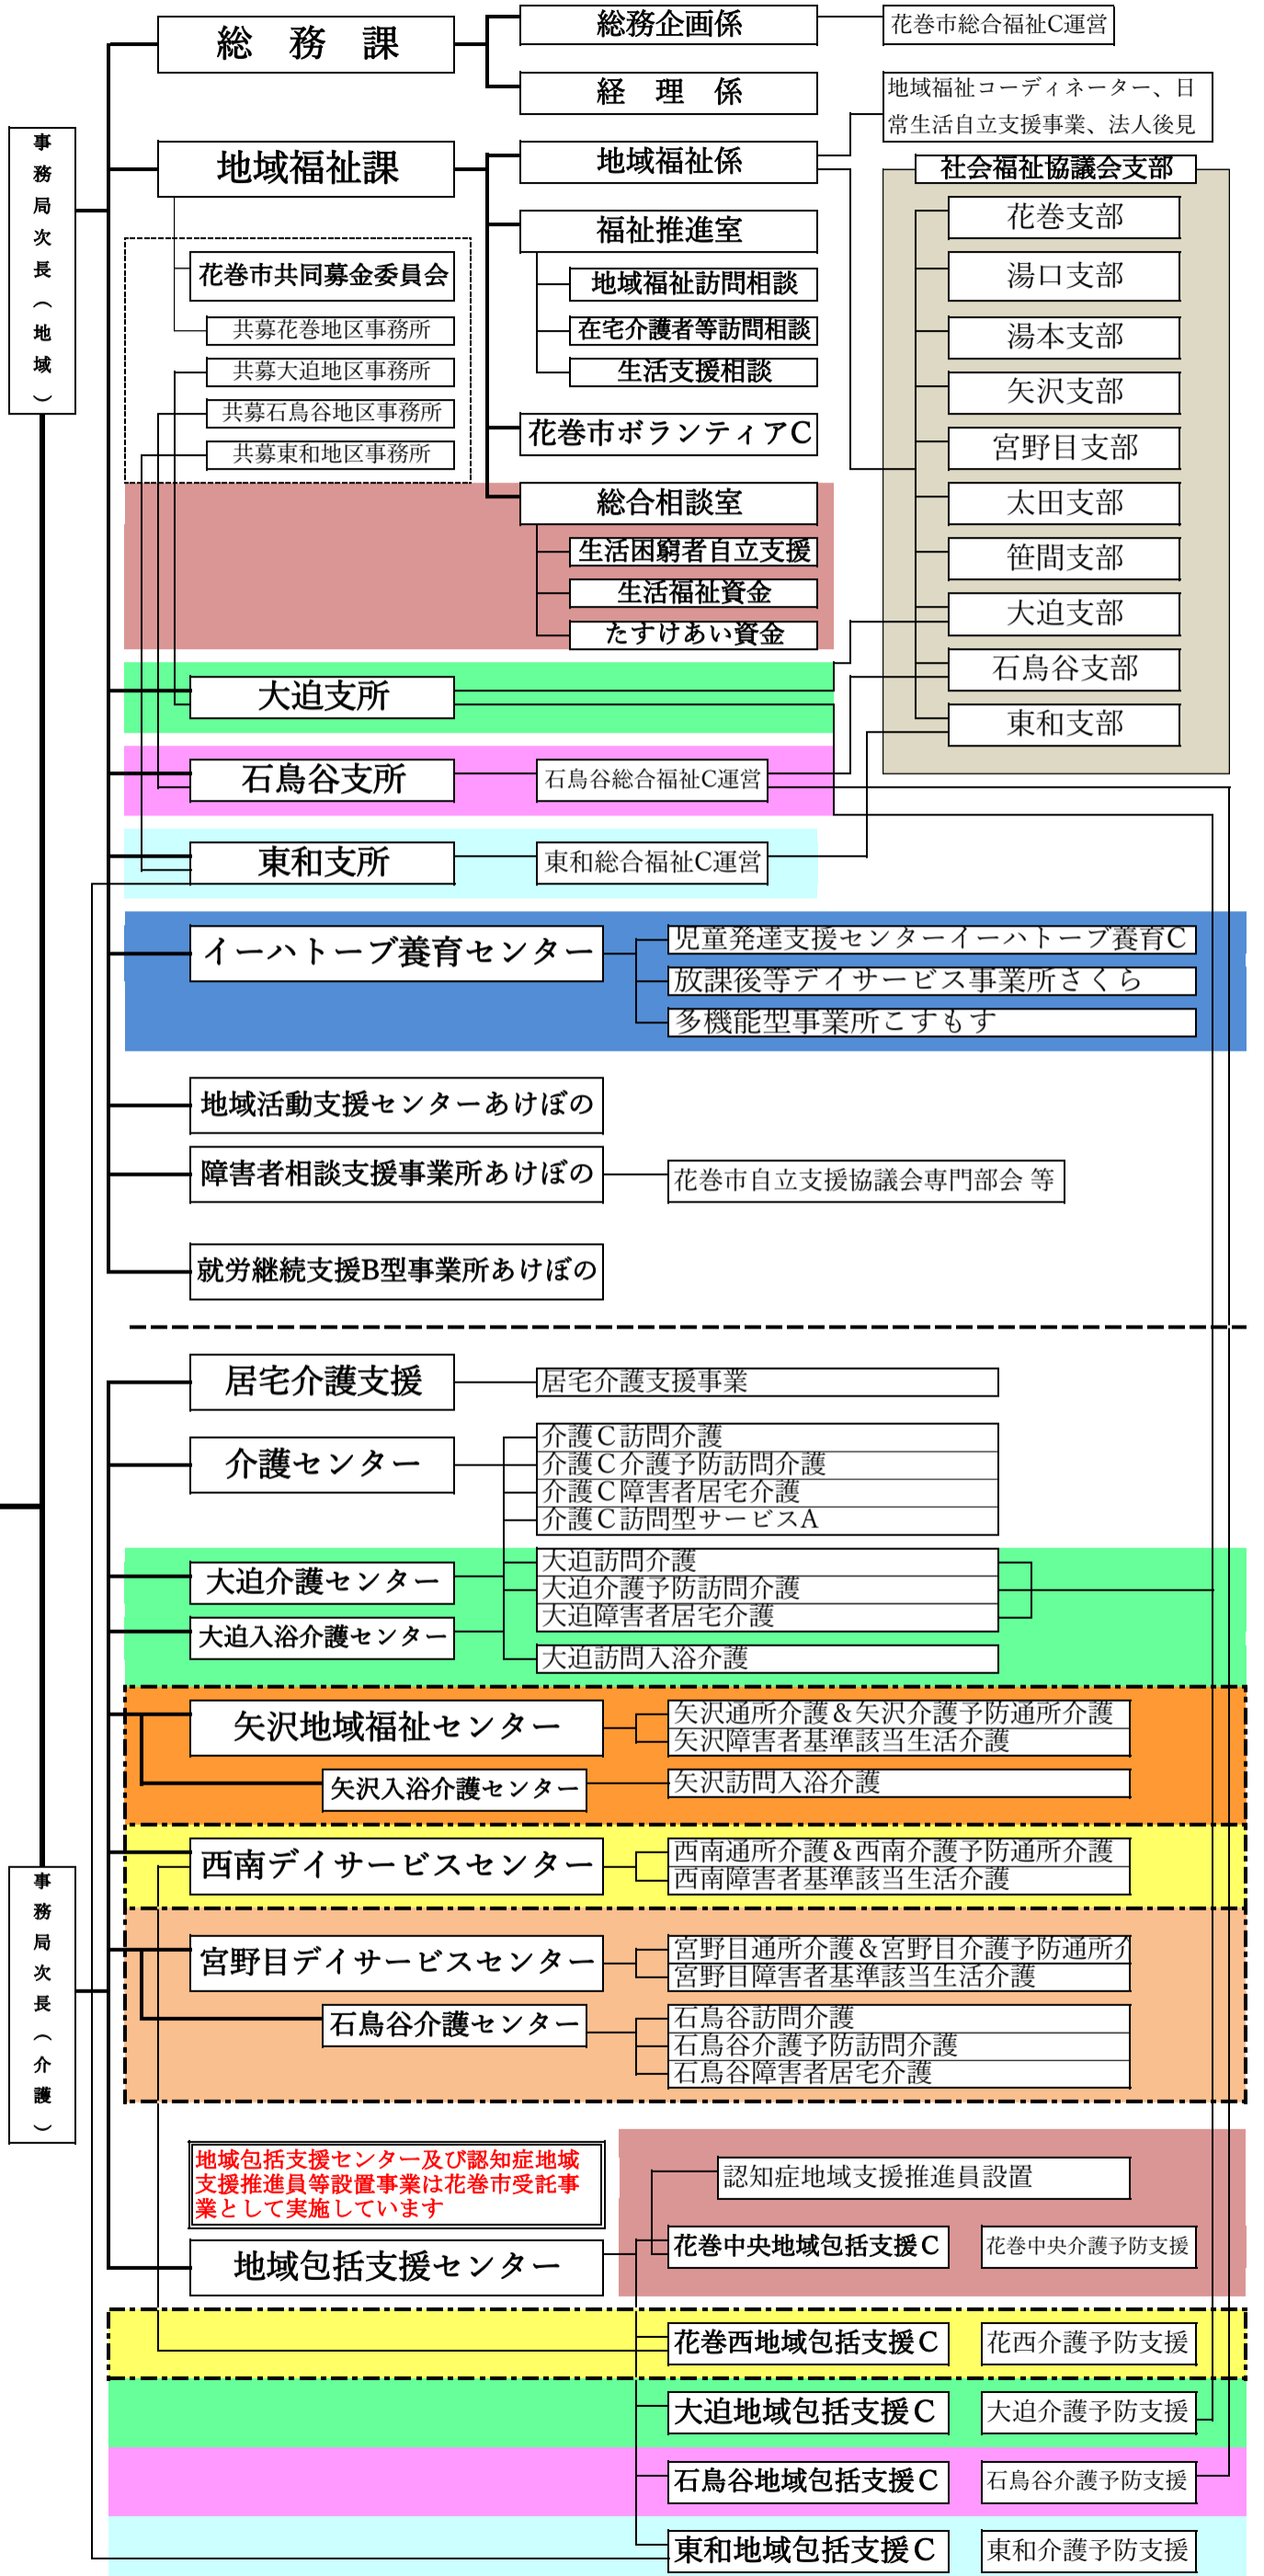 総　務　課
総務企画係
花巻市総合福祉C運営
経　理　係
地域福祉コーディネーター、日
常生活自立支援事業、法人後見
事務局次長（地域）
地域福祉課
地域福祉係
社会福祉協議会支部
花巻支部
福祉推進室
湯口支部
花巻市共同募金委員会
地域福祉訪問相談
共募花巻地区事務所
在宅介護者等訪問相談
湯本支部
共募大迫地区事務所
生活支援相談
矢沢支部
共募石鳥谷地区事務所
花巻市ボランティアC
宮野目支部
共募東和地区事務所
総合相談室
太田支部
生活困窮者自立支援
笹間支部
生活福祉資金
大迫支部
たすけあい資金
石鳥谷支部
大迫支所
東和支部
石鳥谷支所
石鳥谷総合福祉C運営
東和支所
東和総合福祉C運営
イーハトーブ養育センター
児童発達支援センターイーハトーブ養育C
放課後等デイサービス事業所さくら
多機能型事業所こすもす
地域活動支援センターあけぼの
障害者相談支援事業所あけぼの
花巻市自立支援協議会専門部会 等
就労継続支援B型事業所あけぼの
居宅介護支援
居宅介護支援事業
介護センター
介護C訪問介護
介護C介護予防訪問介護
介護C障害者居宅介護
介護C訪問型サービスA
大迫介護センター
大迫訪問介護
大迫介護予防訪問介護
大迫障害者居宅介護
大迫入浴介護センター
大迫訪問入浴介護
矢沢地域福祉センター
矢沢通所介護&矢沢介護予防通所介護
矢沢障害者基準該当生活介護
矢沢入浴介護センター
矢沢訪問入浴介護
西南デイサービスセンター
西南通所介護&西南介護予防通所介護
西南障害者基準該当生活介護
事務局次長（介護）
宮野目デイサービスセンター
宮野目通所介護&宮野目介護予防通所介
宮野目障害者基準該当生活介護
石鳥谷介護センター
石鳥谷訪問介護
石鳥谷介護予防訪問介護
石鳥谷障害者居宅介護
地域包括支援センター及び認知症地域
支援推進員等設置事業は花巻市受託事
業として実施しています
認知症地域支援推進員設置
地域包括支援センター
花巻中央地域包括支援C
花巻中央介護予防支援
花巻西地域包括支援C
花西介護予防支援
大迫地域包括支援C
大迫介護予防支援
石鳥谷地域包括支援C
石鳥谷介護予防支援
東和地域包括支援C
東和介護予防支援